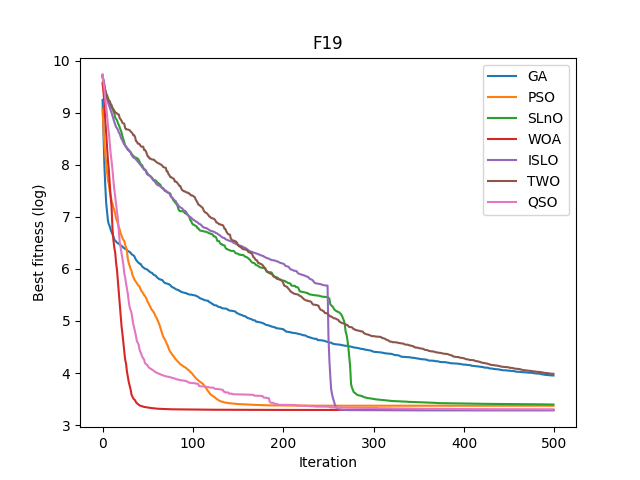 F19
10
9
8
7
6
5
4
3
Best fitness (log)
0
100
200
300
400
500
Iteration
GA
PSO
SLnO
WOA
ISLO
TWO
QSO